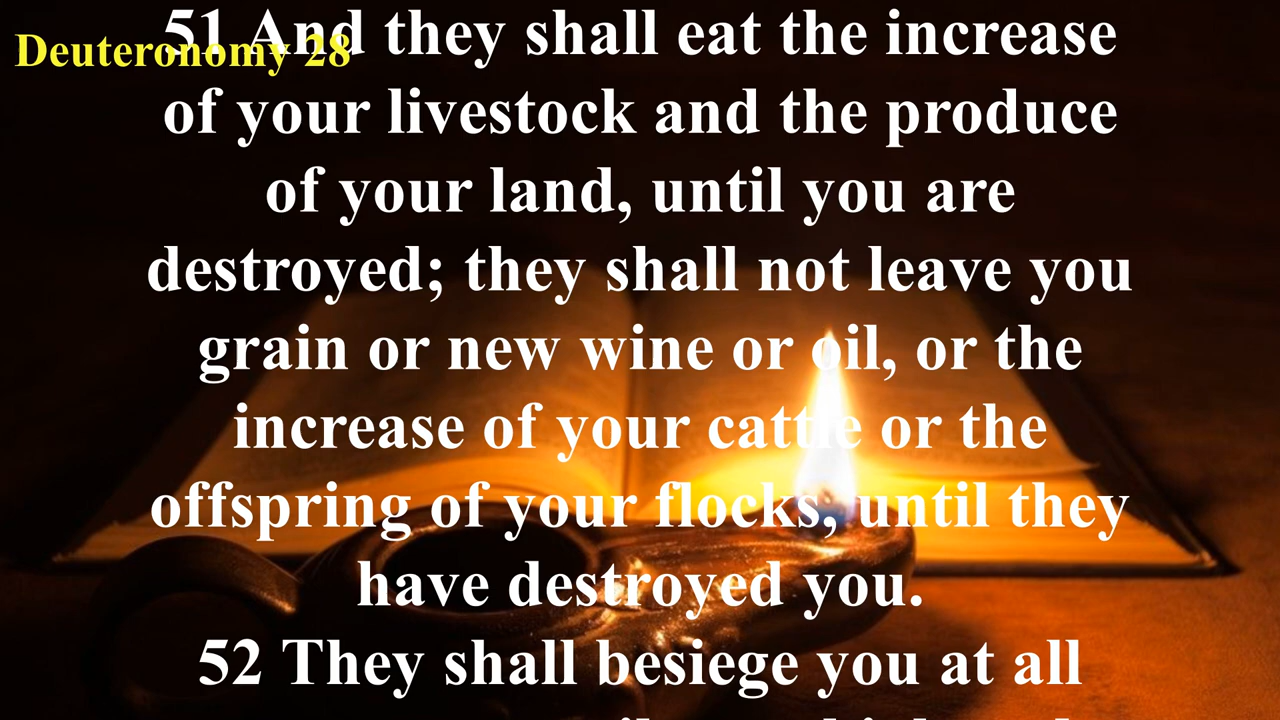 Deuteronomy 28
51 And they shall eat the increase
of your livestock and the produce
of your land, until you are
destroyed; they shall not leave you
grain or new wine or oil, or the
increase of your cattle or the
offspring of your flocks, until they
have destroyed you.
52 They shall besiege you at all